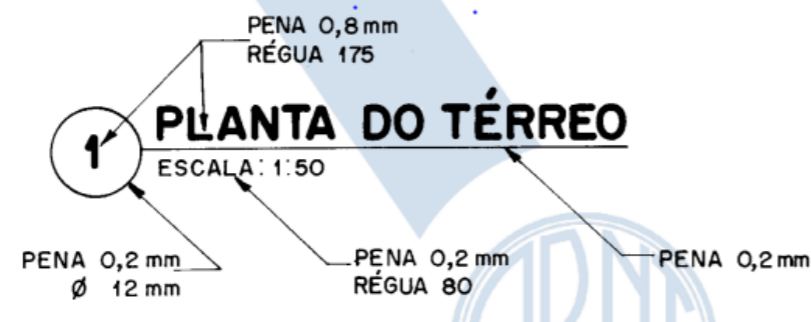 PENA 0,8 mm
RÉGUA 175
1 PLANTA DO TÉRREO
ESCALA: 1:50
PENA 0,2 mm
Ø 12 mm
PENA 0,2 mm
RÉGUA 80
PENA 0,2 mm